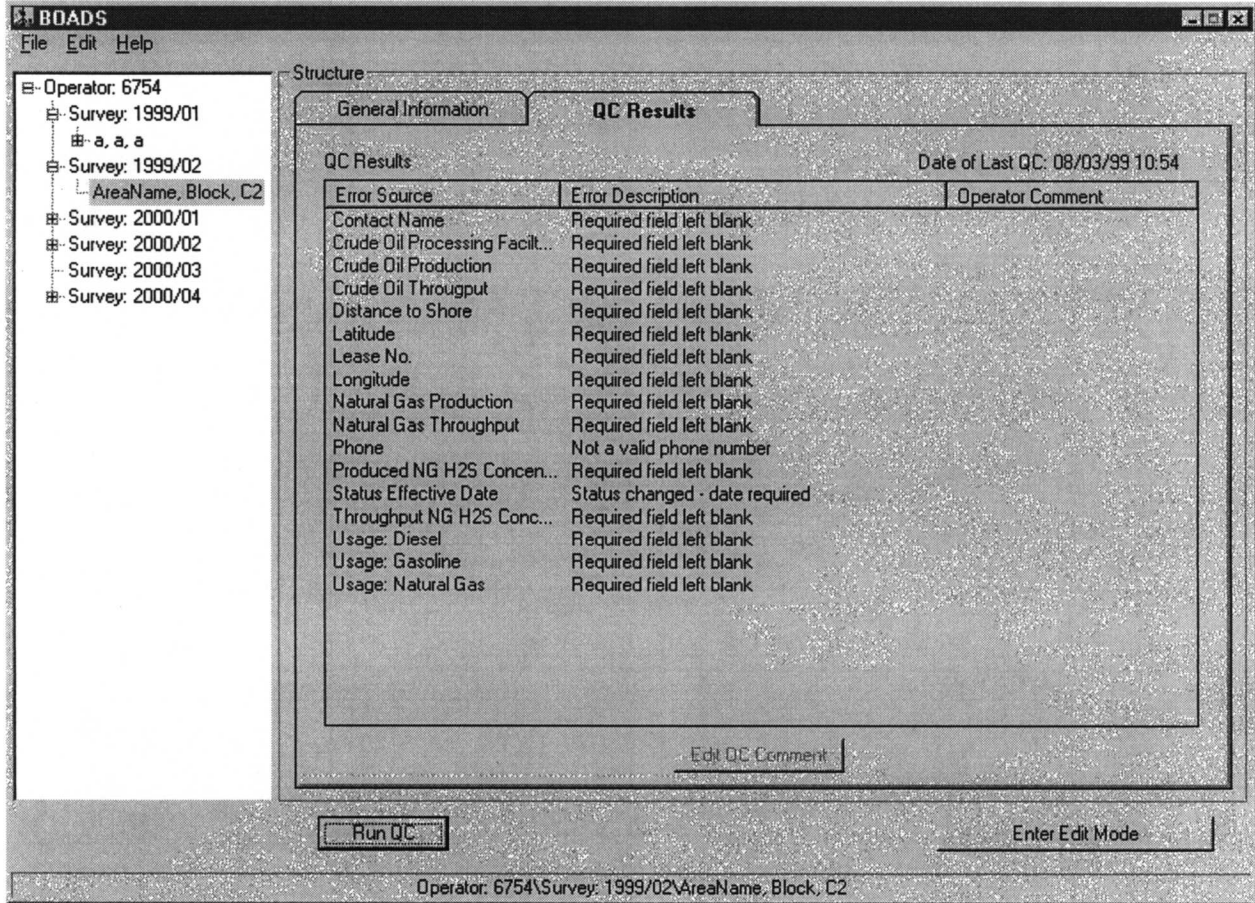 BOADS
File Edit Help
Operator: 6754
Survey: 1999/01
a, a, a
Survey: 1999/02
AreaName, Block, C2
Survey: 2000/01
Survey: 2000/02
Survey: 2000/03
Survey: 2000/04
Structure
General Information QC Results
QC Results Date of Last QC: 08/03/99 10:54
Error Source Error Description Operator Comment
Contact Name Required field left blank
Crude Oil Processing Facilt... Required field left blank
Crude Oil Production Required field left blank
Crude Oil Througput Required field left blank
Distance to Shore Required field left blank
Latitude Required field left blank
Lease No. Required field left blank
Longitude Required field left blank
Natural Gas Production Required field left blank
Natural Gas Throughput Required field left blank
Phone Not a valid phone number
Produced NG H2S Concen... Required field left blank
Status Effective Date Status changed - date required
Throughput NG H2S Conc... Required field left blank
Usage: Diesel Required field left blank
Usage: Gasoline Required field left blank
Usage: Natural Gas Required field left blank
Edit QC Comment
Run QC Enter Edit Mode
Operator: 6754\Survey: 1999/02\AreaName, Block, C2